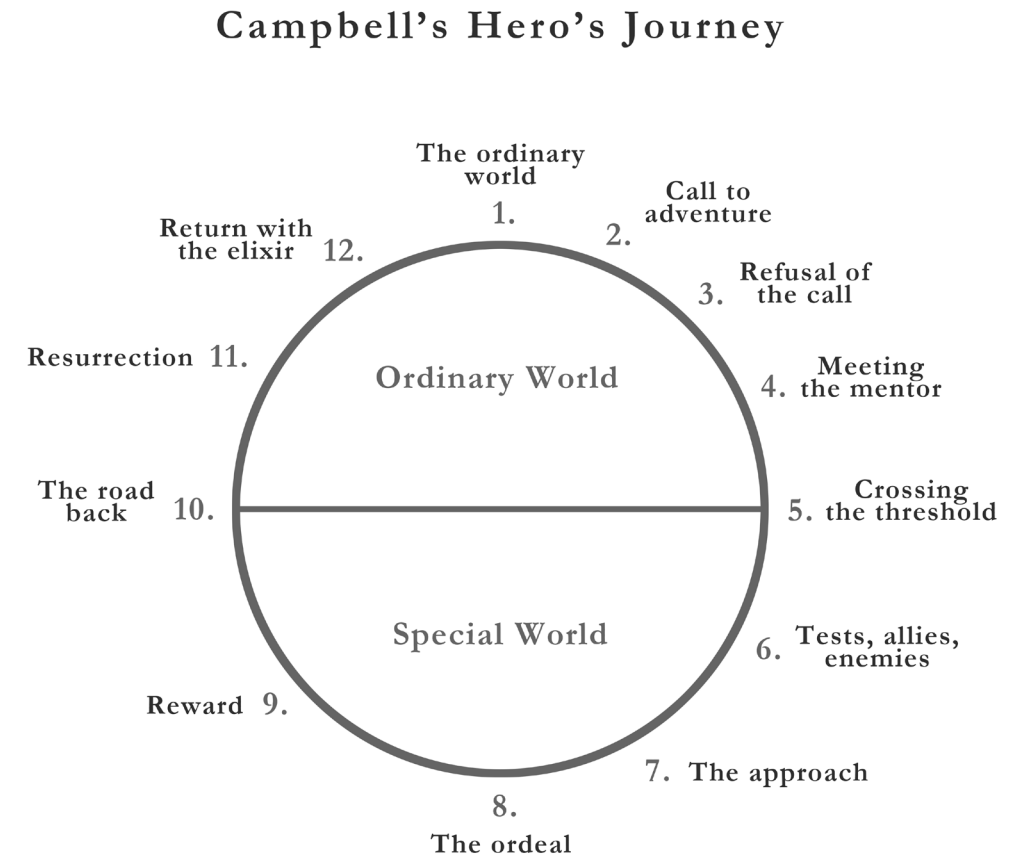 Campbell’s Hero’s Journey
The ordinary
world
1.
Call to
adventure
2.
Refusal of
the call
3.
Meeting
the mentor
4.
Crossing
the threshold
5.
Tests, allies,
enemies
6.
The approach
7.
8.
The ordeal
Reward
9.
The road
back
10.
Resurrection
11.
Return with
the elixir
12.
Ordinary World
Special World